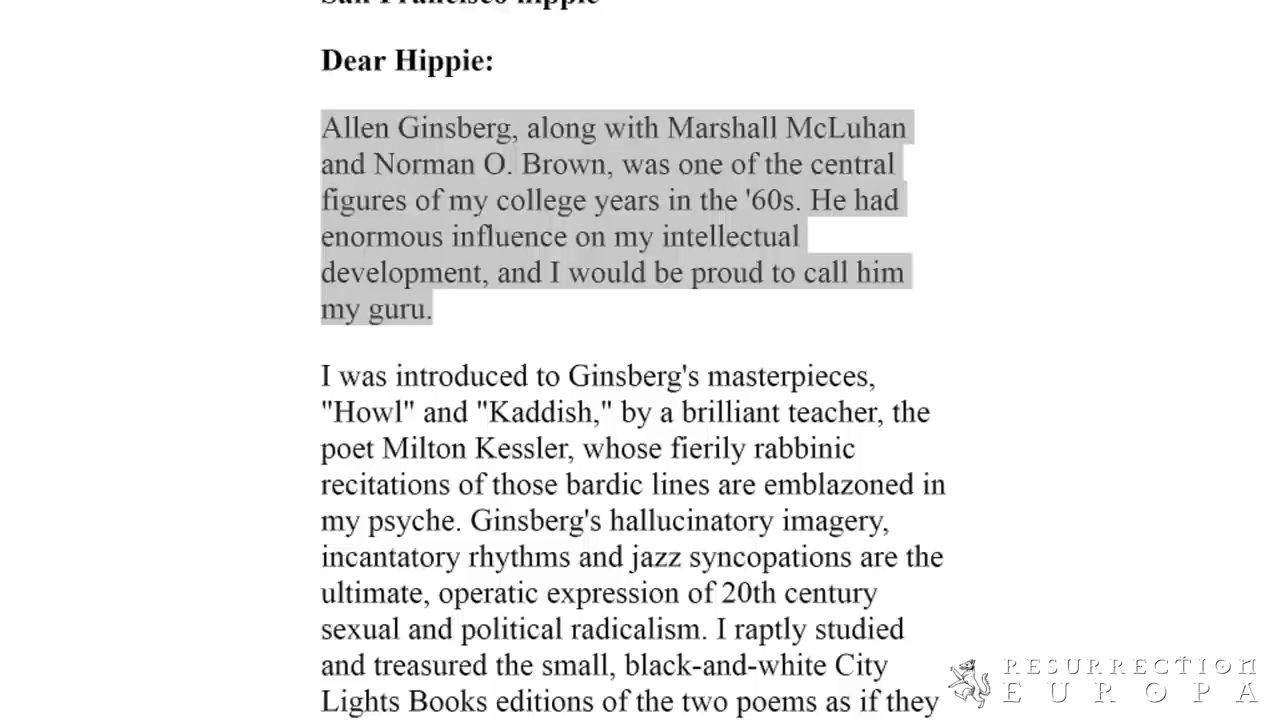 San Francisco hippie
Dear Hippie:
Allen Ginsberg, along with Marshall McLuhan
and Norman O. Brown, was one of the central
figures of my college years in the '60s. He had
enormous influence on my intellectual
development, and I would be proud to call him
my guru.
I was introduced to Ginsberg's masterpieces,
"Howl" and "Kaddish," by a brilliant teacher, the
poet Milton Kessler, whose fierily rabbinic
recitations of those bardic lines are emblazoned in
my psyche. Ginsberg's hallucinatory imagery,
incantatory rhythms and jazz syncopations are the
ultimate, operatic expression of 20th century
sexual and political radicalism. I raptly studied
and treasured the small, black-and-white City
Lights Books editions of the two poems as if they
RESURRECTION
EUROPA